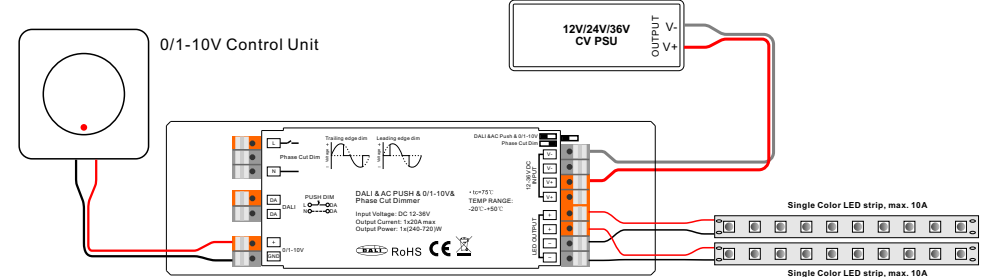 0/1-10V Control Unit
12V/24V/36V
CV PSU
OUTPUT
V-
V+
L
Phase Cut Dim
N
Trailing edge dim
Leading edge dim
Voltage
DALI &AC Push & 0/1-10V
Phase Cut Dim
12-36V DC
INPUT
V-
V-
V+
V+
DA
DALI
DA
PUSH DIM
L DA
N DA
DALI & AC PUSH & 0/1-10V&
Phase Cut Dimmer
Input Voltage: DC 12-36V
Output Current: 1x20A max
Output Power: 1x(240-720)W
• tc=75℃
TEMP RANGE:
-20℃-+50℃
LED OUTPUT
+
+
−
−
+
0/1-10V
GND
DALI RoHS CE
Single Color LED strip, max. 10A
Single Color LED strip, max. 10A